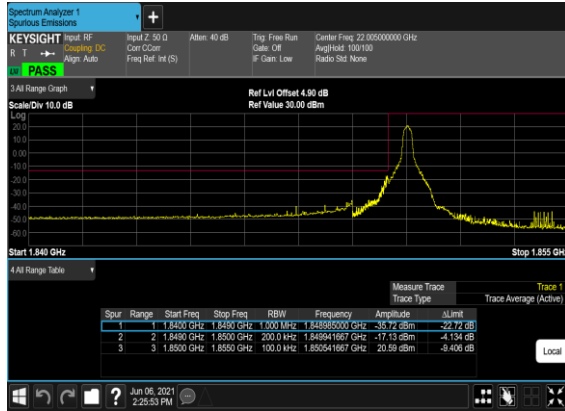 Spectrum Analyzer 1
Spurious Emissions
KEYSIGHT Input: RF Input Z: 50 Ω Atten: 40 dB Trig: Free Run Center Freq: 22.005000000 GHz
R T Coupling: DC Corr CCorr Gate: Off Avg|Hold: 100/100
Align: Auto Freq Ref: Int (S) IF Gain: Low Radio Std: None
PASS
3 All Range Graph
Ref Lvl Offset 4.90 dB
Scale/Div 10.0 dB Ref Value 30.00 dBm
Log
20.0
10.0
0.00
-10.0
-20.0
-30.0
-40.0
-50.0
-60.0
Start 1.840 GHz Stop 1.855 GH
4 All Range Table
Measure Trace Trace 1
Trace Type Trace Average (Active)
Spur Range Start Freq Stop Freq RBW Frequency Amplitude ΔLimit
1 1 1.8400 GHz 1.8490 GHz 1.000 MHz 1.848985000 GHz -35.72 dBm -22.72 dB
2 2 1.8490 GHz 1.8500 GHz 200.0 kHz 1.849941667 GHz -17.13 dBm -4.134 dB
3 3 1.8500 GHz 1.8550 GHz 100.0 kHz 1.850541667 GHz 20.59 dBm -9.406 dB
Local
?
Jun 06, 2021
2:25:53 PM